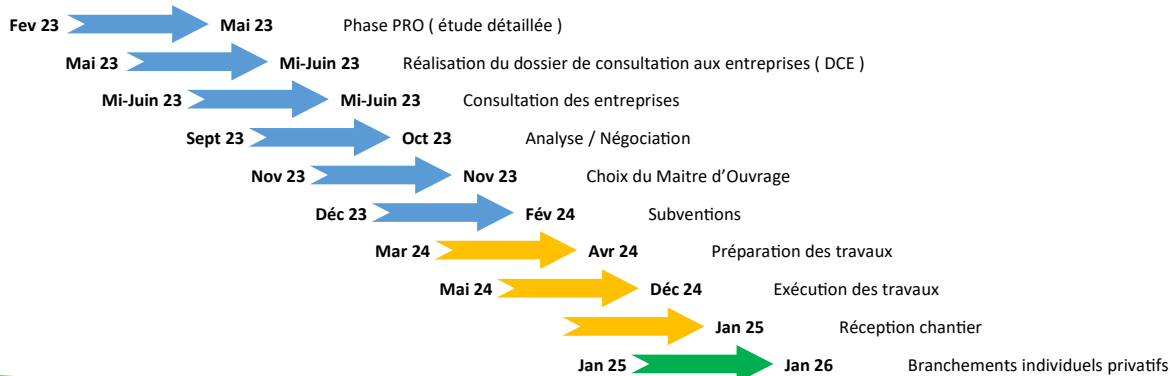 Fev 23 Mai 23 Phase PRO ( étude détaillée )
Mai 23 Mi-Juin 23 Réalisation du dossier de consultation aux entreprises ( DCE )
Mi-Juin 23 Mi-Juin 23 Consultation des entreprises
Sept 23 Oct 23 Analyse / Négociation
Nov 23 Nov 23 Choix du Maitre d’Ouvrage
Déc 23 Fév 24 Subventions
Mar 24 Avr 24 Préparation des travaux
Mai 24 Déc 24 Exécution des travaux
Jan 25 Réception chantier
Jan 25 Jan 26 Branchements individuels privatifs